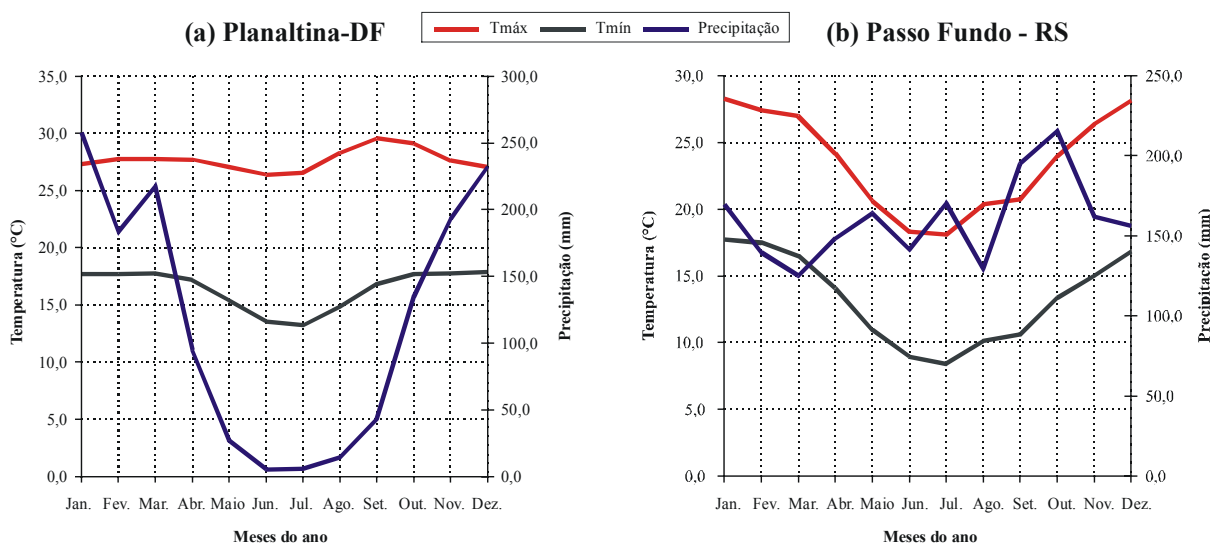 (a) Planaltina-DF
Tmáx Tmín Precipitação
(b) Passo Fundo - RS
35,0
30,0
25,0
20,0
15,0
10,0
5,0
0,0
Temperatura (°C)
300,0
250,0
200,0
150,0
100,0
50,0
0,0
Precipitação (mm)
Jan. Fev. Mar. Abr. Maio Jun. Jul. Ago. Set. Out. Nov. Dez.
Meses do ano
30,0
25,0
20,0
15,0
10,0
5,0
0,0
Temperatura (°C)
250,0
200,0
150,0
100,0
50,0
0,0
Precipitação (mm)
Jan. Fev. Mar. Abr. Maio Jun. Jul. Ago. Set. Out. Nov. Dez.
Meses do ano